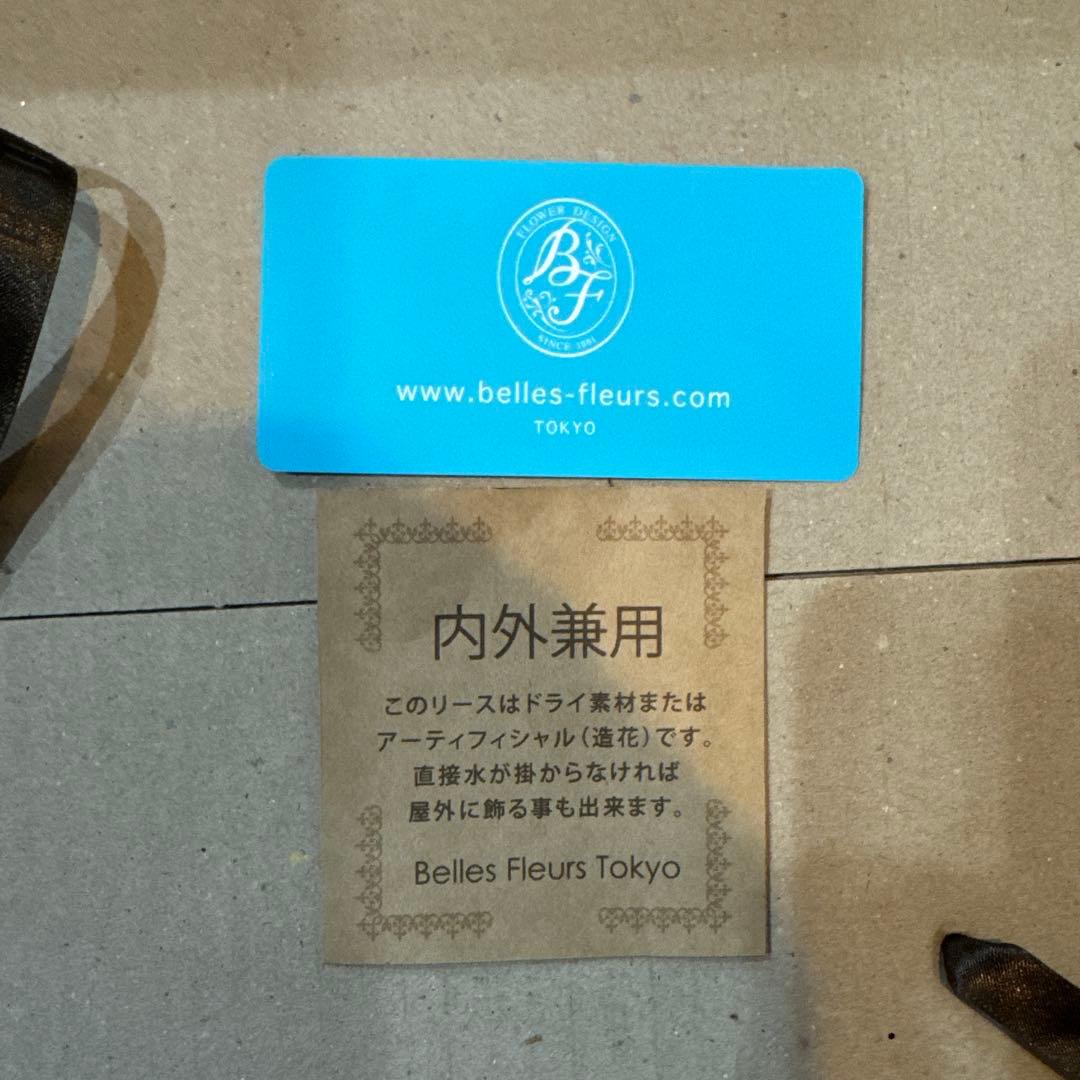 FLOWER DESIGN
BF
SINCE 1981
www.belles-fleurs.com
TOKYO
内外兼用
このリースはドライ素材または
アーティフィシャル(造花)です。
直接水が掛からなければ
屋外に飾る事も出来ます。
Belles Fleurs Tokyo